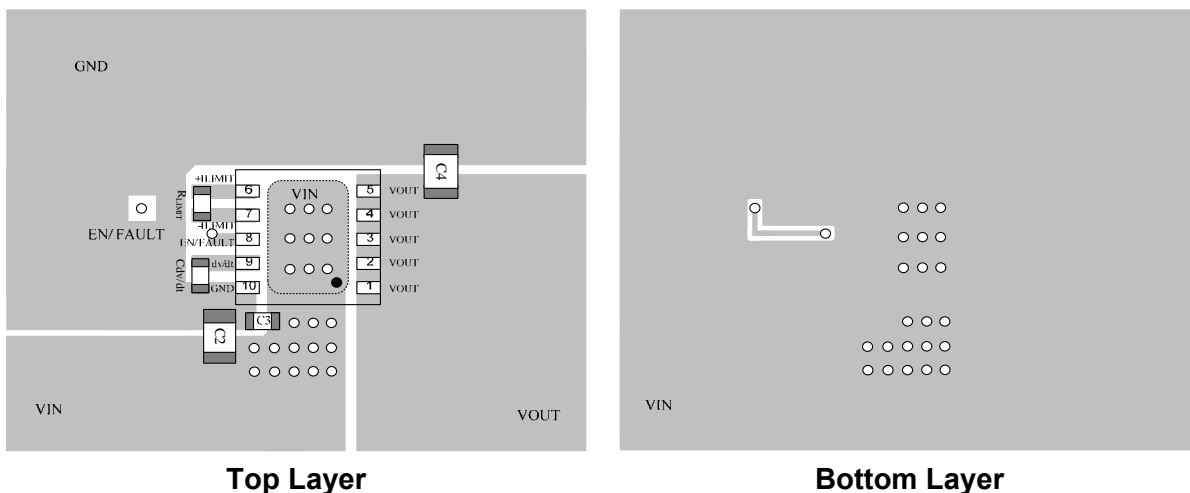 GND
C4
+ILIMIT
RLIMIT
6
VIN
5 VOUT
7
4 VOUT
-ILIMIT
EN/FAULT
EN/FAULT
8
3 VOUT
Cdv/dt
dv/dt
9
2 VOUT
GND
10
1 VOUT
C3
C2
VIN
VOUT
VIN
Top Layer
Bottom Layer